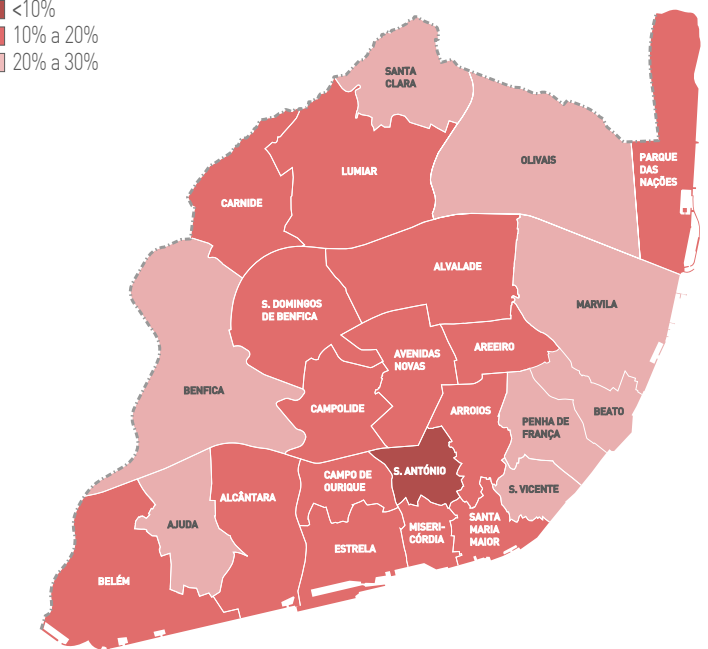 <10%
10% a 20%
20% a 30%
SANTA
CLARA
OLIVAIS
LUMIAR
PARQUE
DAS
NAÇÕES
CARNIDE
ALVALADE
S. DOMINGOS
DE BENFICA
MARVILA
AREEIRO
AVENIDAS
NOVAS
BENFICA
CAMPOLIDE
ARROIOS
BEATO
PENHA DE
FRANÇA
S. ANTÓNIO
CAMPO DE
OURIQUE
S. VICENTE
ALCÂNTARA
AJUDA
MISERI-
CÓRDIA
SANTA
MARIA
MAIOR
ESTRELA
BELÉM